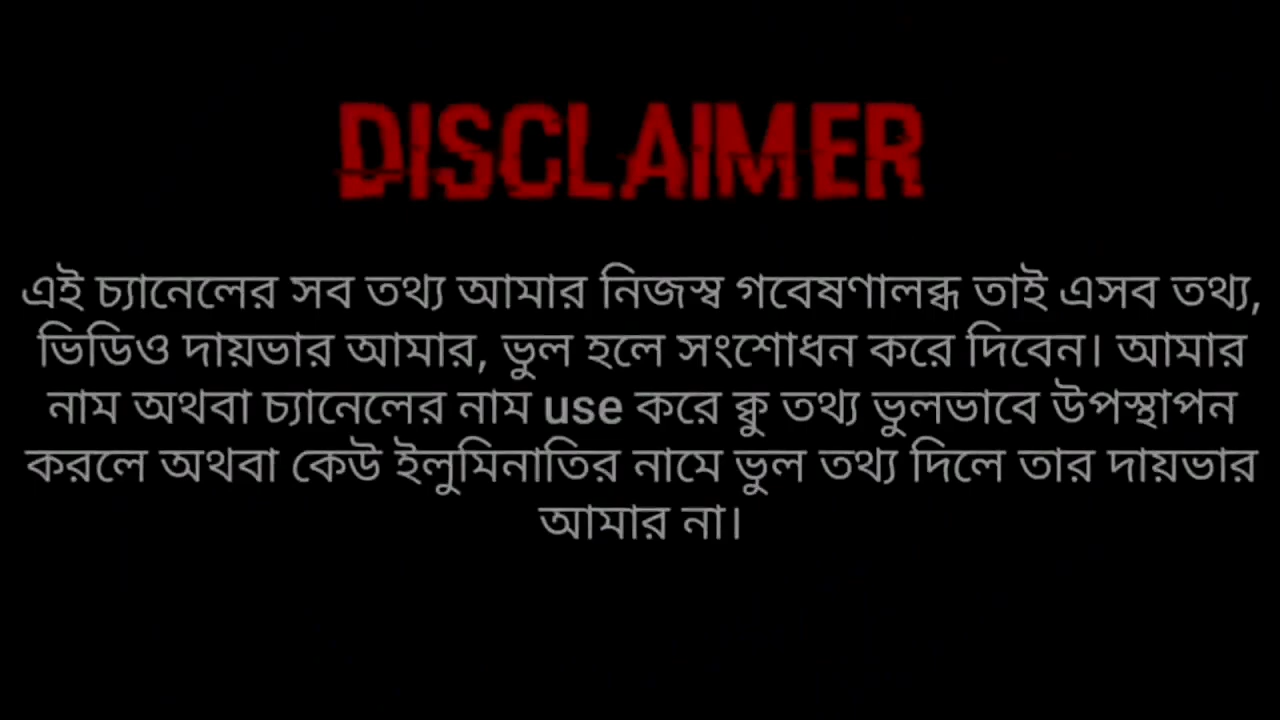 DISCLAIMER
এই চ্যানেলের সব তথ্য আমার নিজস্ব গবেষণালব্ধ তাই এসব তথ্য,
ভিডিও দায়ভার আমার, ভুল হলে সংশোধন করে দিবেন। আমার
নাম অথবা চ্যানেলের নাম use করে ক্বু তথ্য ভুলভাবে উপস্থাপন
করলে অথবা কেউ ইলুমিনাতির নামে ভুল তথ্য দিলে তার দায়ভার
আমার না।